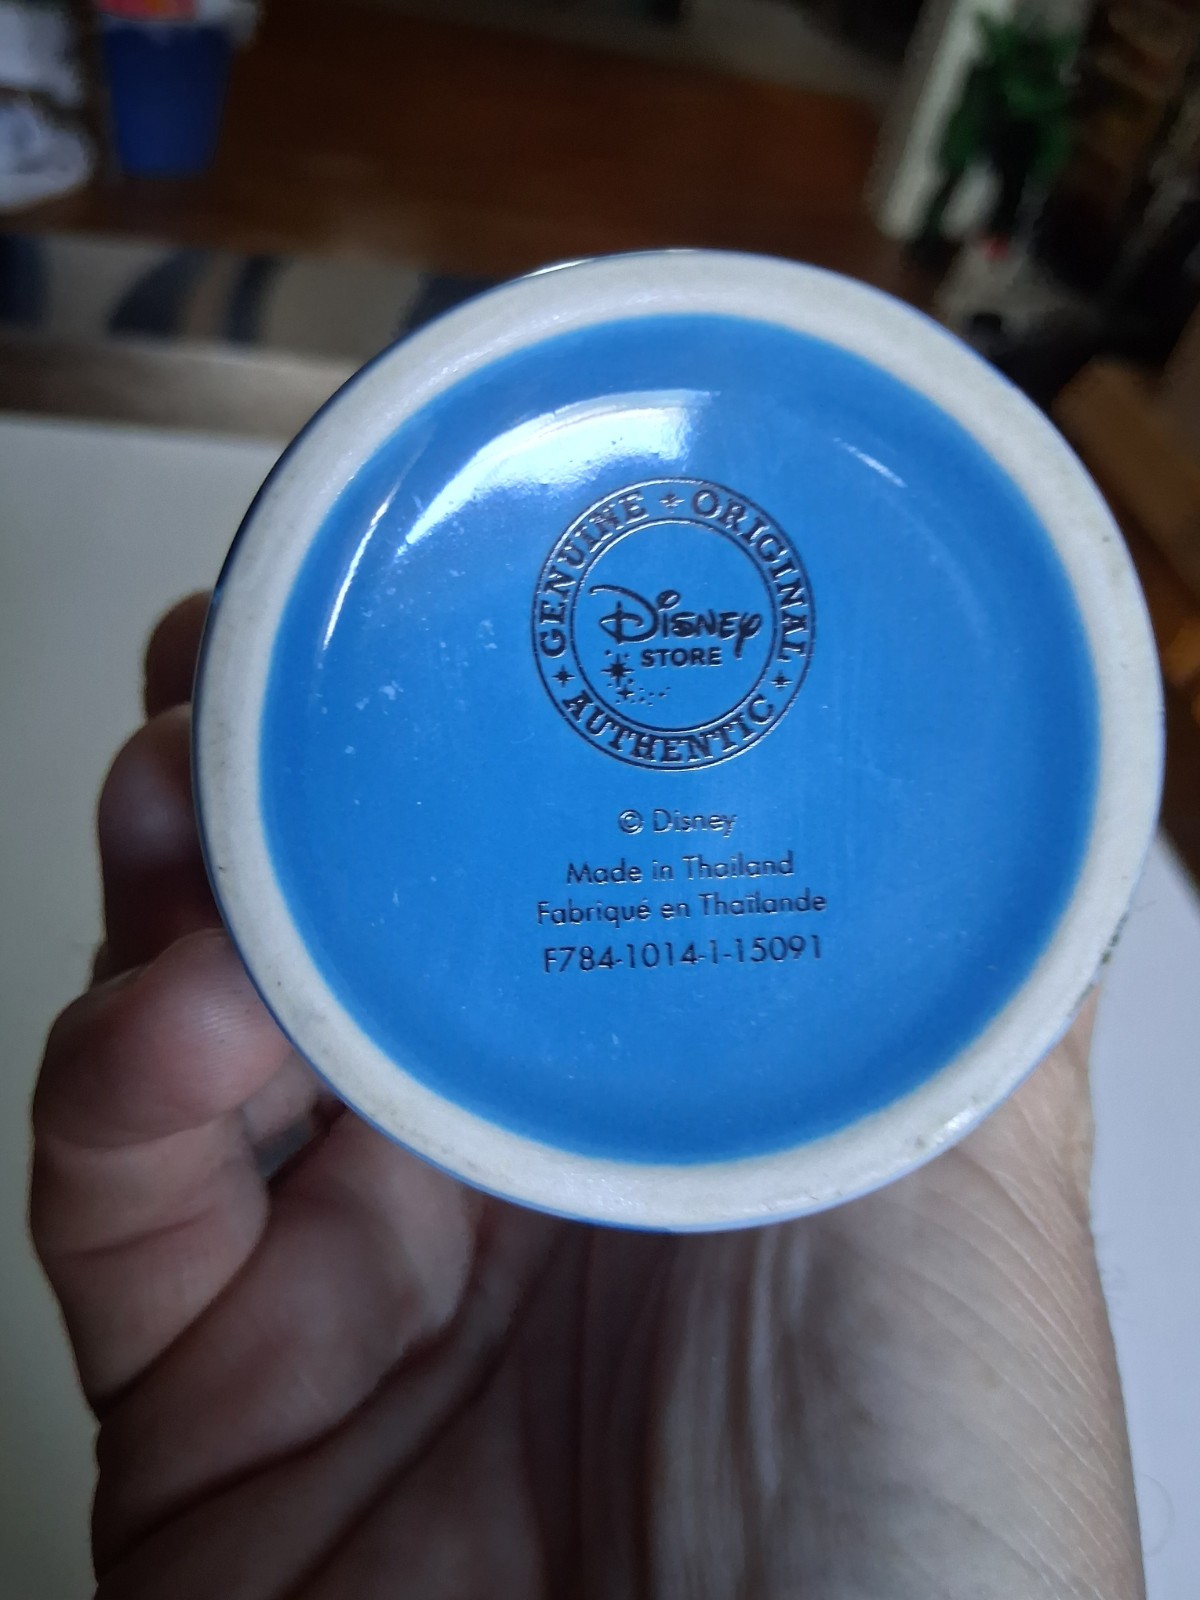 GENUINE ORIGINAL AUTHENTIC
Disney
STORE
© Disney
Made in Thailand
Fabriqué en Thaïlande
F784-1014-1-15091